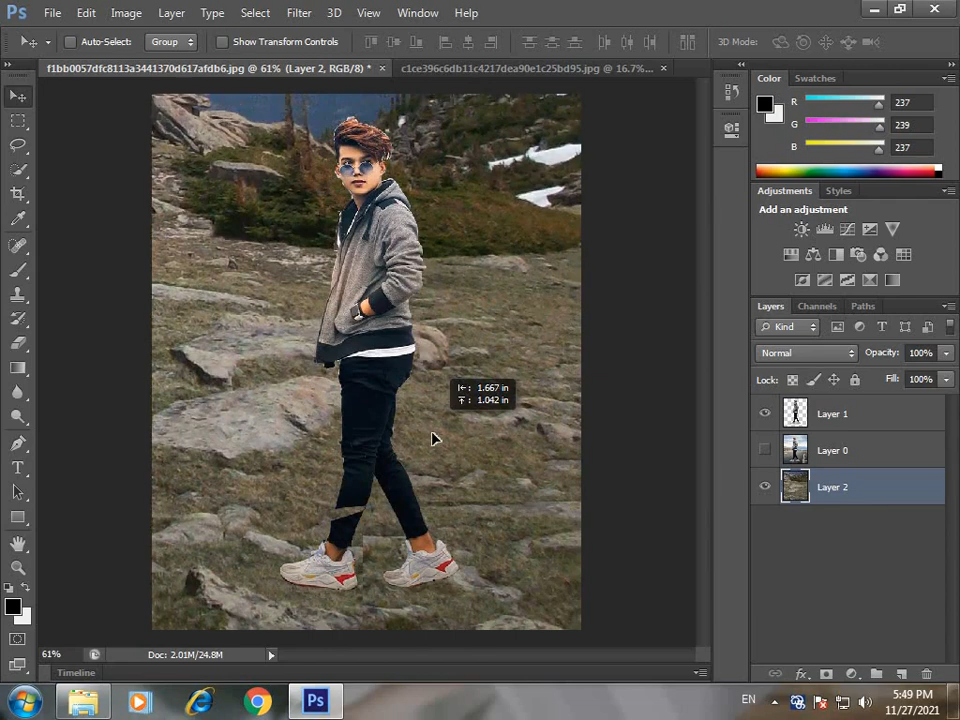 Ps File Edit Image Layer Type Select Filter 3D View Window Help
Auto-Select: Group Show Transform Controls 3D Mode:
f1bb0057dfc8113a3441370d617afdb6.jpg @ 61% (Layer 2, RGB/8) * × c1ce396c6db11c4217dea90e1c25bd95.jpg @ 16.7%... ×
Color Swatches
R 237
G 239
B 237
Adjustments Styles
Add an adjustment
Layers Channels Paths
Kind
Normal Opacity: 100%
Lock: Fill: 100%
1.667 in
1.042 in
Layer 1
Layer 0
Layer 2
61% Doc: 2.01M/24.8M
Timeline
Ps EN 5:49 PM
11/27/2021